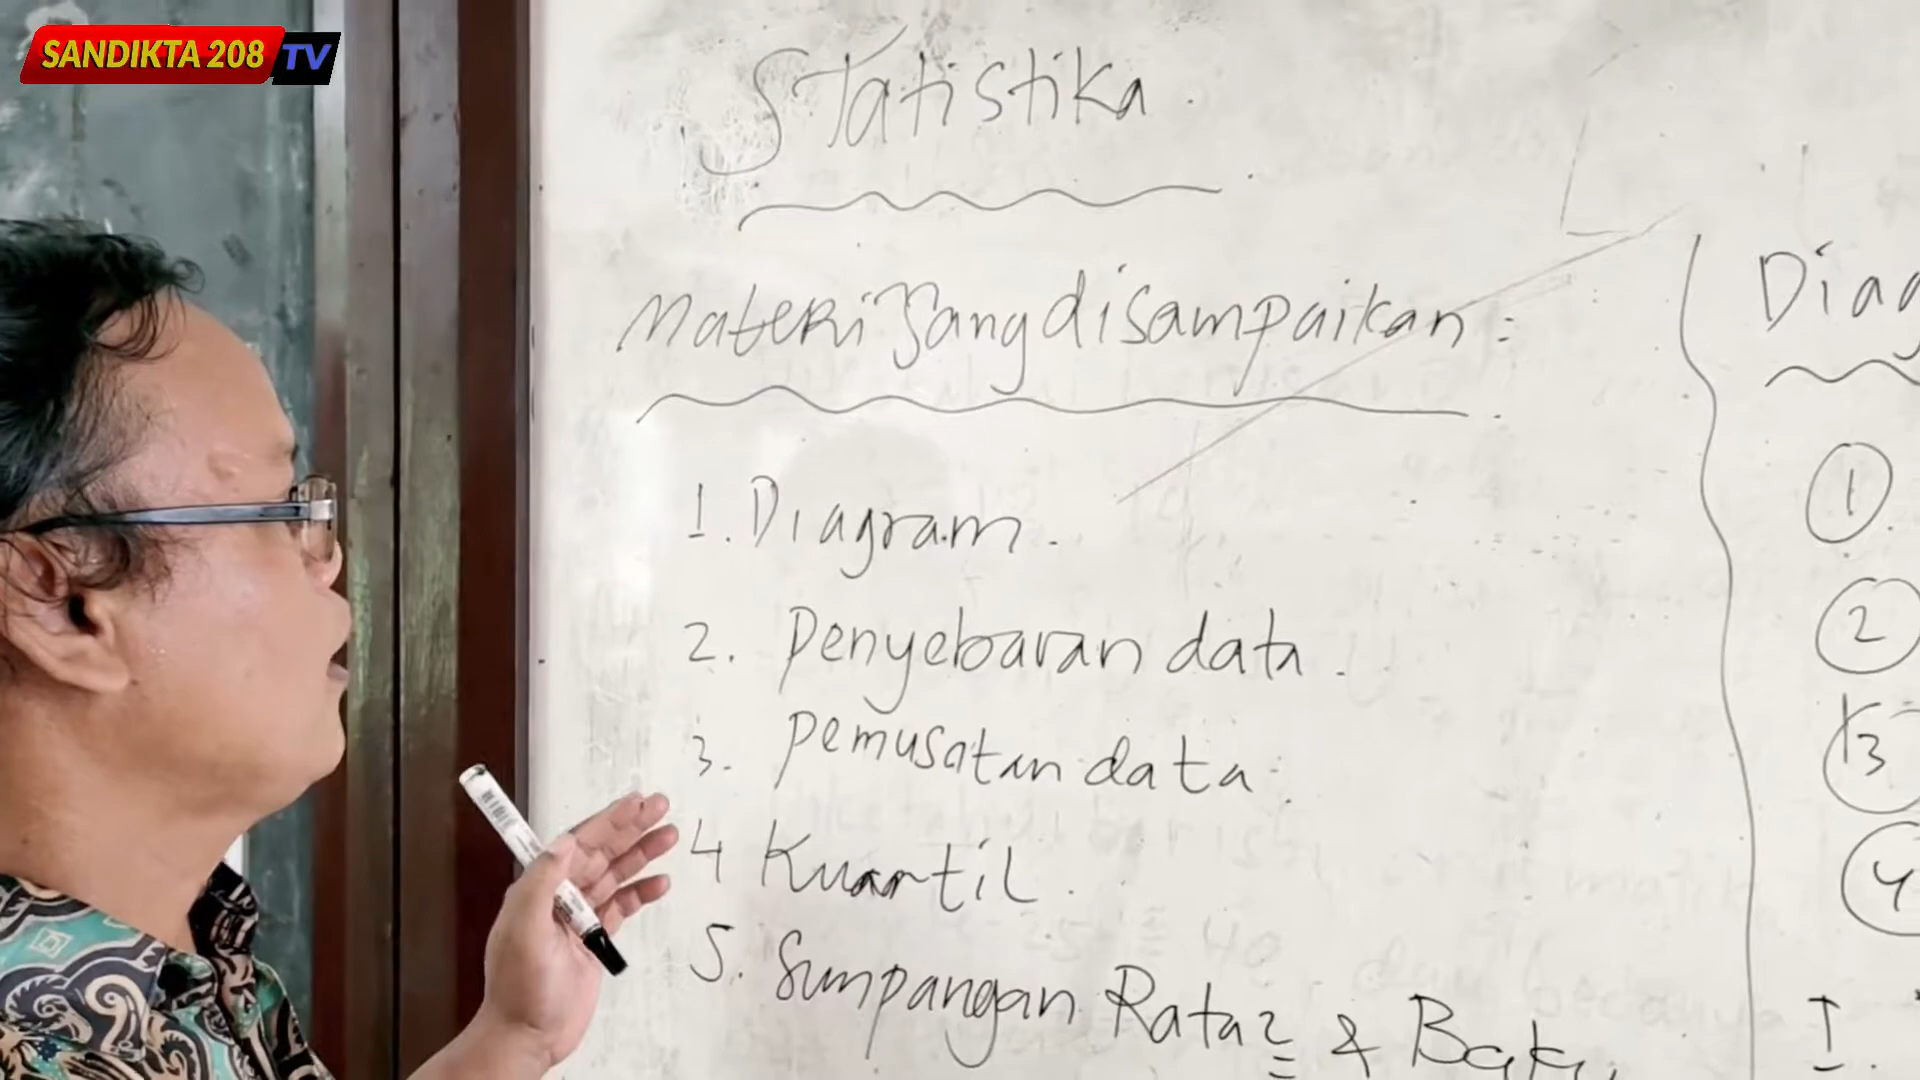 SANDIKTA 208 TV
Statistika.
Materi yang disampaikan:
1. Diagram.
2. Penyebaran data.
3. Pemusatan data.
4 Kuartil.
5. Simpangan Rata2 & Baku
Diag
1
2
3
4
I.